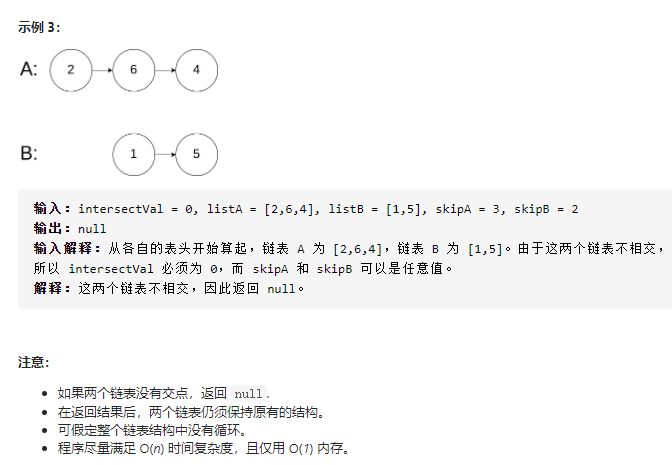 示例 3：
A: 2 6 4
B: 1 5
输入：intersectVal = 0, listA = [2,6,4], listB = [1,5], skipA = 3, skipB = 2
输出：null
输入解释：从各自的表头开始算起，链表 A 为 [2,6,4]，链表 B 为 [1,5]。由于这两个链表不相交，
所以 intersectVal 必须为 0，而 skipA 和 skipB 可以是任意值。
解释：这两个链表不相交，因此返回 null。
注意：
• 如果两个链表没有交点，返回 null.
• 在返回结果后，两个链表仍须保持原有的结构。
• 可假定整个链表结构中没有循环。
• 程序尽量满足 O(n) 时间复杂度，且仅用 O(1) 内存。